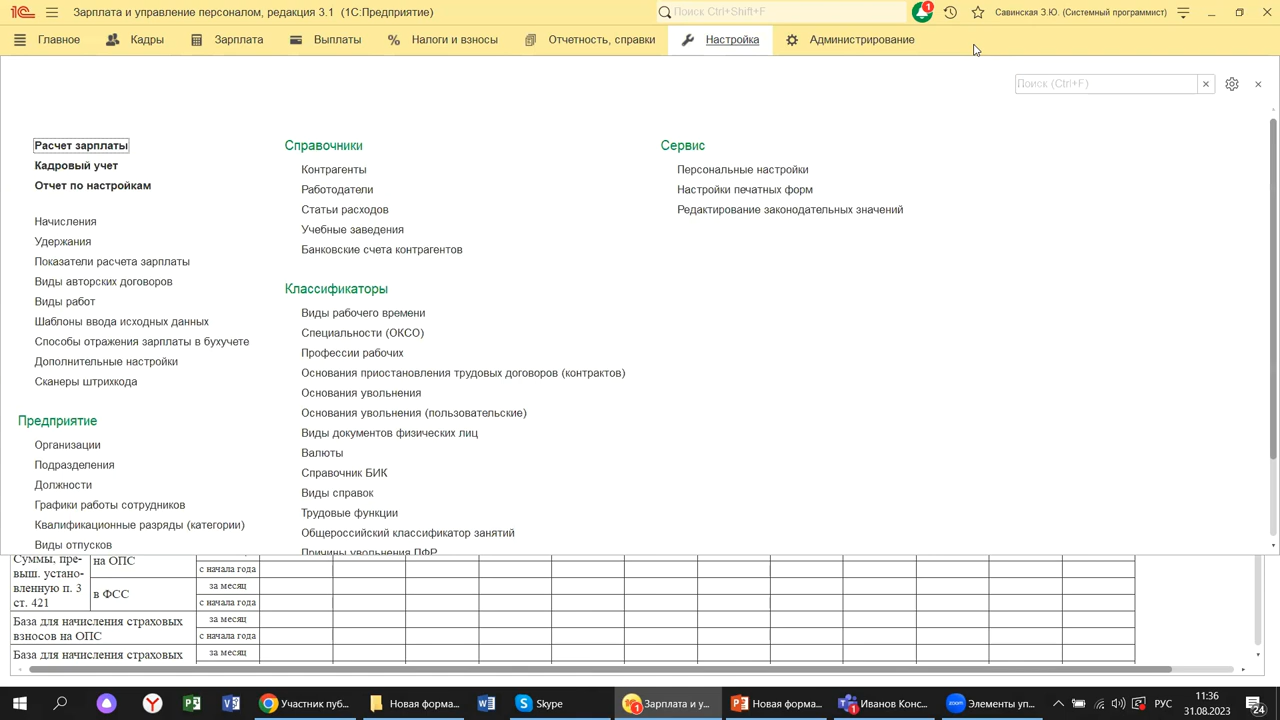 Зарплата и управление персоналом, редакция 3.1 (1С:Предприятие)
Поиск Ctrl+Shift+F
1
Савинская З.Ю. (Системный программист)
Главное
Кадры
Зарплата
Выплаты
Налоги и взносы
Отчетность, справки
Настройка
Администрирование
Поиск (Ctrl+F)
Расчет зарплаты
Кадровый учет
Отчет по настройкам
Начисления
Удержания
Показатели расчета зарплаты
Виды авторских договоров
Виды работ
Шаблоны ввода исходных данных
Способы отражения зарплаты в бухучете
Дополнительные настройки
Сканеры штрихкода
Предприятие
Организации
Подразделения
Должности
Графики работы сотрудников
Квалификационные разряды (категории)
Виды отпусков
Справочники
Контрагенты
Работодатели
Статьи расходов
Учебные заведения
Банковские счета контрагентов
Классификаторы
Виды рабочего времени
Специальности (ОКСО)
Профессии рабочих
Основания приостановления трудовых договоров (контрактов)
Основания увольнения
Основания увольнения (пользовательские)
Виды документов физических лиц
Валюты
Справочник БИК
Виды справок
Трудовые функции
Общероссийский классификатор занятий
Причины увольнения ПФР
Сервис
Персональные настройки
Настройки печатных форм
Редактирование законодательных значений
Суммы, пре-
выш. устано-
вленную п. 3
ст. 421
на ОПС
с начала года
в ФСС
за месяц
с начала года
База для начисления страховых
взносов на ОПС
за месяц
с начала года
База для начисления страховых
за месяц
Участник пуб...
Новая форма...
Skype
Зарплата и у...
Новая форма...
Иванов Конс...
Элементы уп...
РУС
11:36
31.08.2023
24